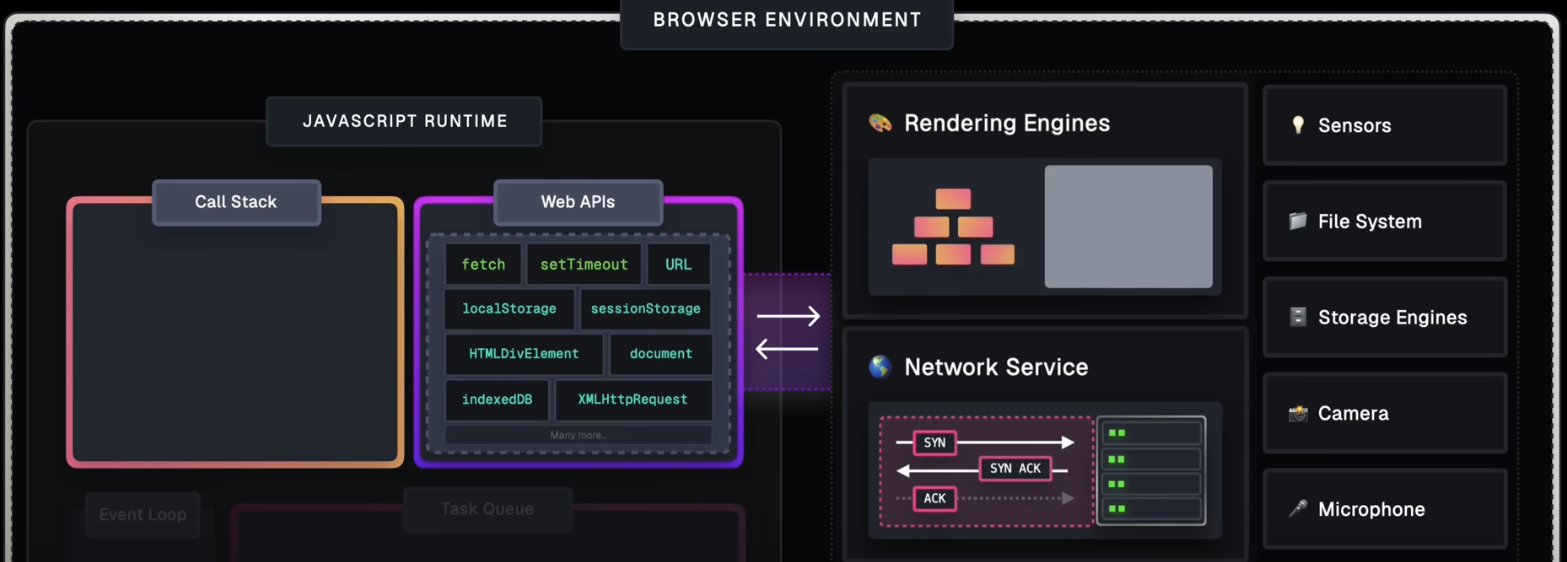 BROWSER ENVIRONMENT
JAVASCRIPT RUNTIME
Call Stack
Web APIs
fetch
setTimeout
URL
localStorage
sessionStorage
HTMLDivElement
document
indexedDB
XMLHttpRequest
Many more…
Event Loop
Task Queue
Rendering Engines
Network Service
SYN
SYN ACK
ACK
Sensors
File System
Storage Engines
Camera
Microphone